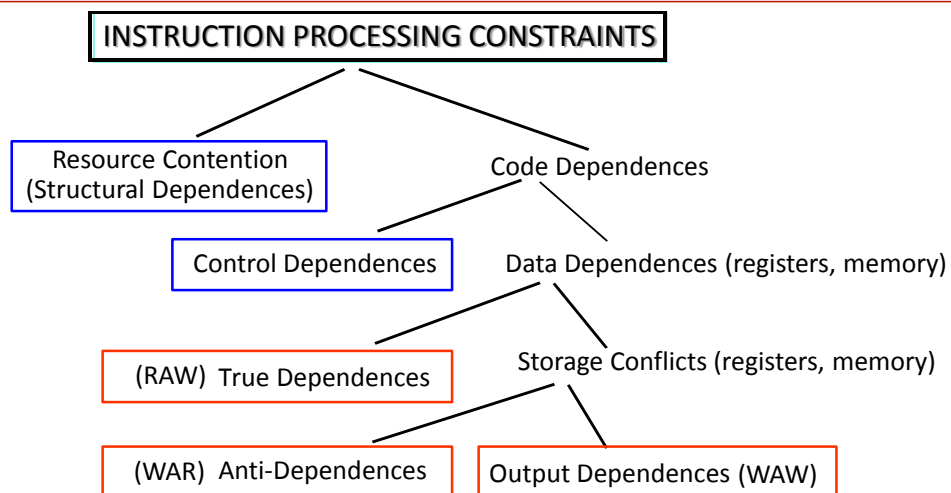 INSTRUCTION PROCESSING CONSTRAINTS
Resource Contention
(Structural Dependences)
Code Dependences
Control Dependences
Data Dependences (registers, memory)
(RAW) True Dependences
Storage Conflicts (registers, memory)
(WAR) Anti-Dependences
Output Dependences (WAW)